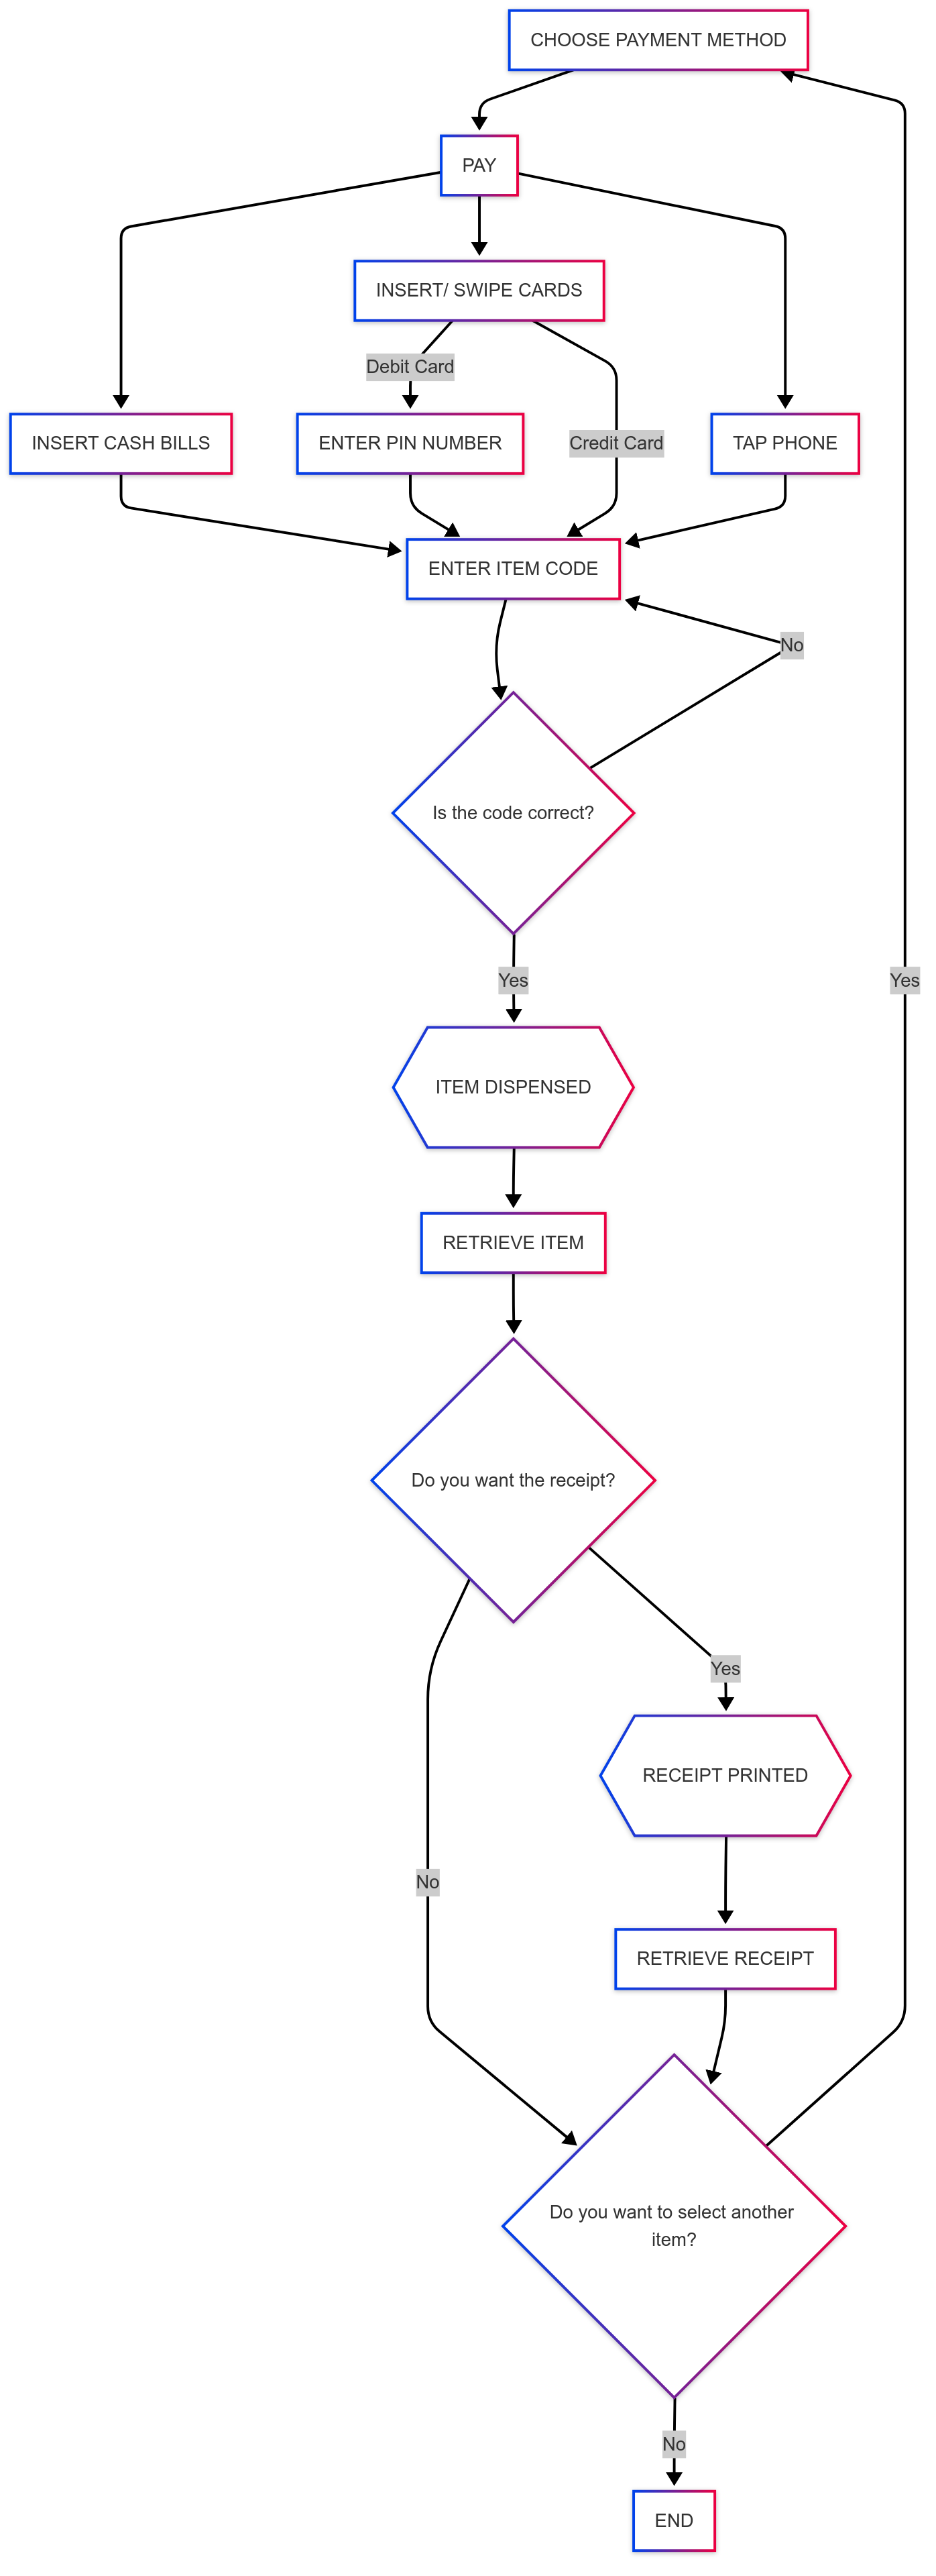 CHOOSE PAYMENT METHOD
PAY
INSERT/ SWIPE CARDS
Debit Card
INSERT CASH BILLS
ENTER PIN NUMBER
Credit Card
TAP PHONE
ENTER ITEM CODE
No
Is the code correct?
Yes
Yes
ITEM DISPENSED
RETRIEVE ITEM
Do you want the receipt?
Yes
RECEIPT PRINTED
No
RETRIEVE RECEIPT
Do you want to select another
item?
No
END